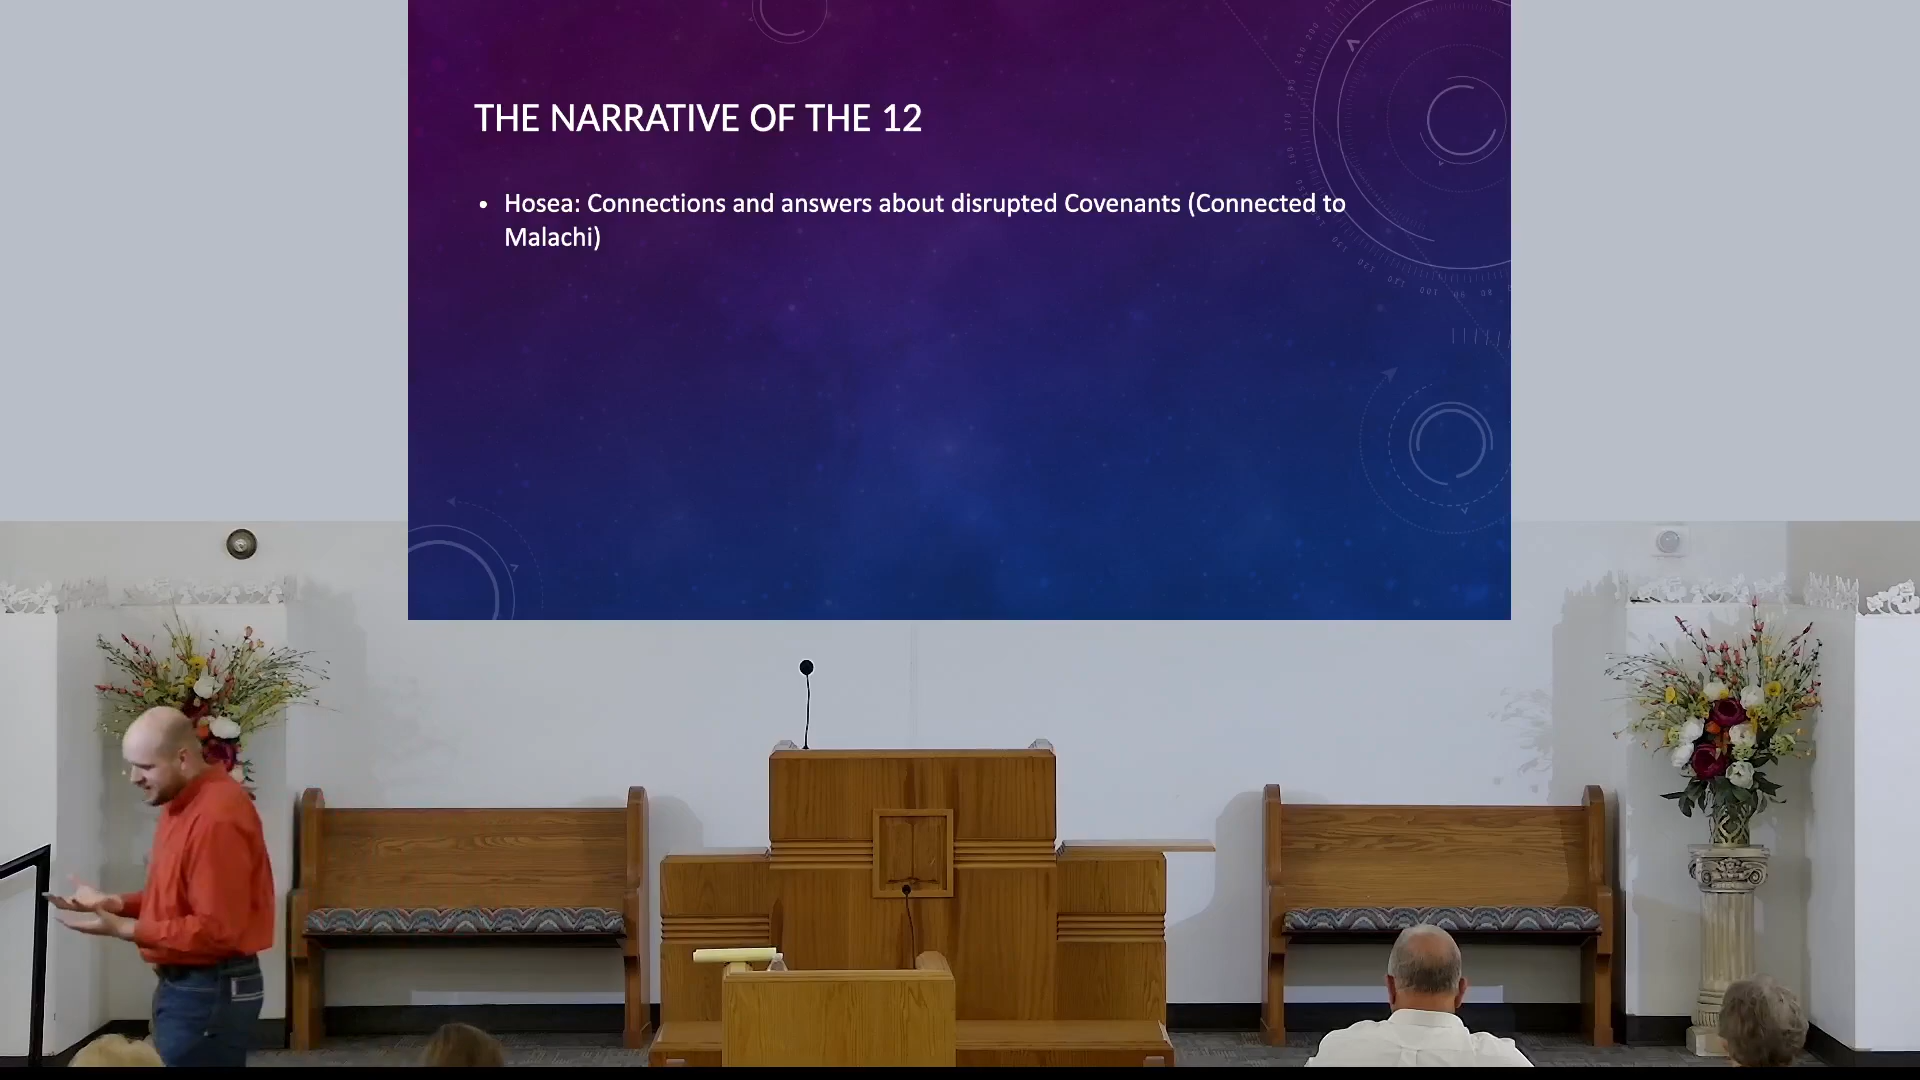 THE NARRATIVE OF THE 12
• Hosea: Connections and answers about disrupted Covenants (Connected to
Malachi)